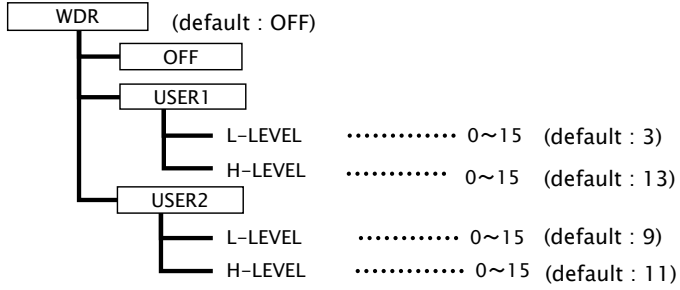 WDR (default : OFF)
OFF
USER1
L-LEVEL ············· 0~15 (default : 3)
H-LEVEL ············ 0~15 (default : 13)
USER2
L-LEVEL ············ 0~15 (default : 9)
H-LEVEL ············· 0~15 (default : 11)